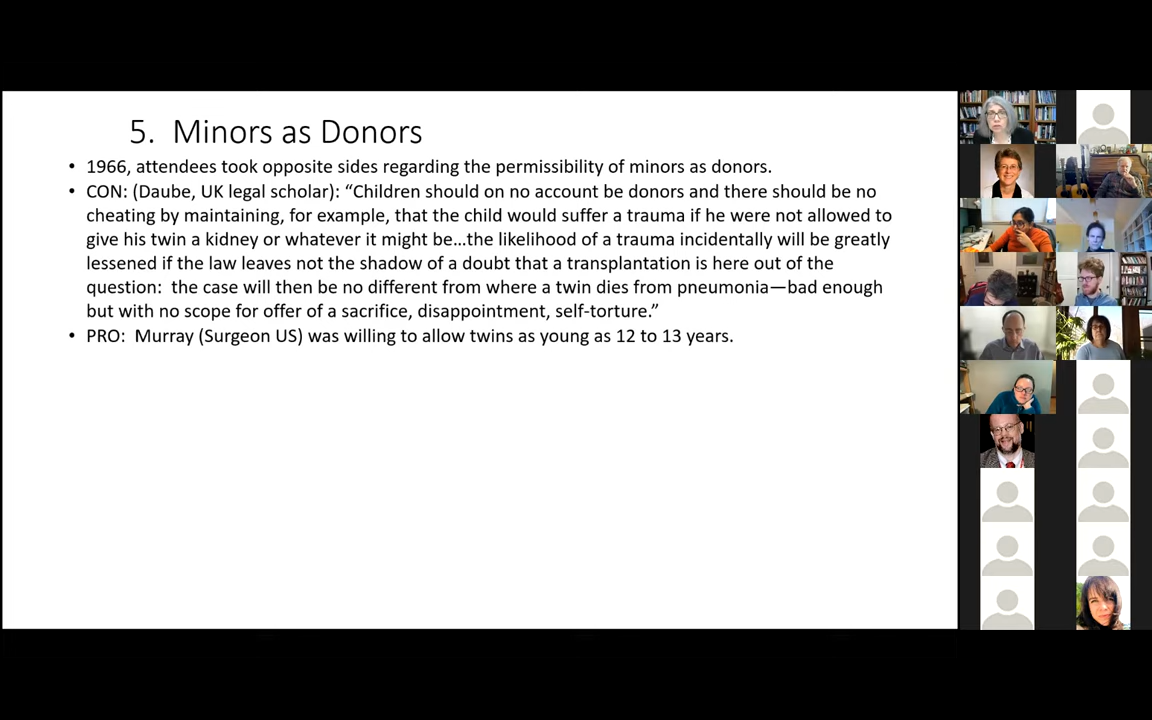 5. Minors as Donors
• 1966, attendees took opposite sides regarding the permissibility of minors as donors.
• CON: (Daube, UK legal scholar): “Children should on no account be donors and there should be no
cheating by maintaining, for example, that the child would suffer a trauma if he were not allowed to
give his twin a kidney or whatever it might be…the likelihood of a trauma incidentally will be greatly
lessened if the law leaves not the shadow of a doubt that a transplantation is here out of the
question:  the case will then be no different from where a twin dies from pneumonia—bad enough
but with no scope for offer of a sacrifice, disappointment, self-torture.”
• PRO:  Murray (Surgeon US) was willing to allow twins as young as 12 to 13 years.